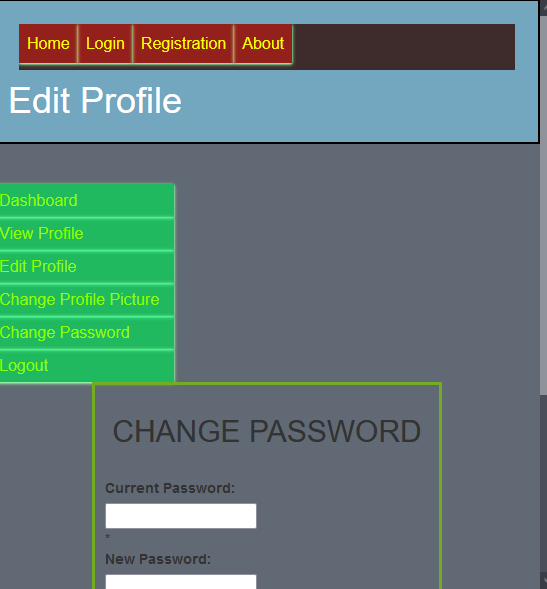 Home Login Registration About
Edit Profile
Dashboard
View Profile
Edit Profile
Change Profile Picture
Change Password
Logout
CHANGE PASSWORD
Current Password:
*
New Password: